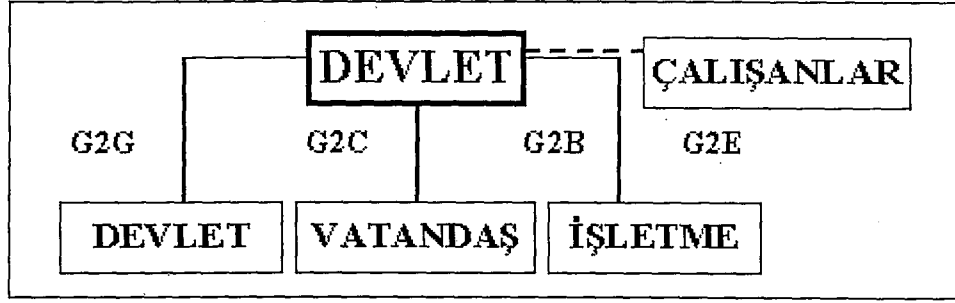 DEVLET
ÇALIŞANLAR
G2G G2C G2B G2E
DEVLET VATANDAŞ İŞLETME